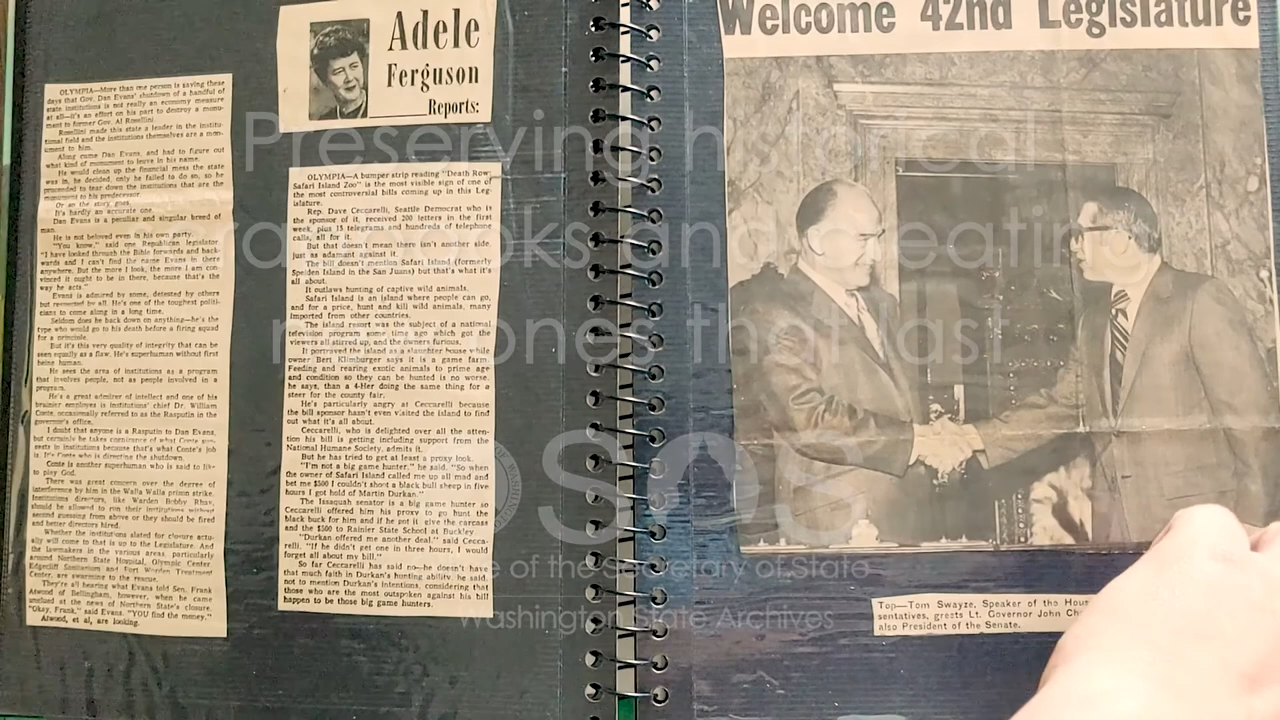 OLYMPIA—More than one person is saying these
days that Gov. Dan Evans' shutdown of a handful of
state institutions is not really an economy measure
at all—it's an effort on his part to destroy a monu-
ment to former Gov. Al Rosellini.
Rosellini made this state a leader in the institu-
tional field and the institutions themselves are a mon-
ument to him.
Along came Dan Evans, and had to figure out
what kind of monument to leave in his name.
He would clean up the financial mess the state
was in, he decided, only he failed to do so, so he
proceeded to tear down the institutions that are the
monument to his predecessor.
Or so the story goes.
It's hardly an accurate one.
Dan Evans is a peculiar and singular breed of
man.
He is not beloved even in his own party.
"You know," said one Republican legislator,
"I have looked through the Bible forwards and back-
wards and I can't find the name Evans in there
anywhere. But the more I look, the more I am con-
vinced it ought to be in there, because that's the
way he acts."
Evans is admired by some, detested by others
but respected by all. He's one of the toughest politi-
cians to come along in a long time.
Seldom does he back down on anything—he's the
type who would go to his death before a firing squad
for a principle.
But it's this very quality of integrity that can be
seen equally as a flaw. He's superhuman without first
being human.
He sees the area of institutions as a program
that involves people, not as people involved in a
program.
He's a great admirer of intellect and one of his
brainier employes is institutions' chief Dr. William
Conte, occasionally referred to as the Rasputin in the
governor's office.
I doubt that anyone is a Rasputin to Dan Evans,
but certainly he takes cognizance of what Conte sug-
gests in institutions because that's what Conte's job
is. It's Conte who is directing the shutdown.
Conte is another superhuman who is said to like
to play God.
There was great concern over the degree of
interference by him in the Walla Walla prison strike.
Institutions directors, like Warden Bobby Rhay,
should be allowed to run their institutions without
second guessing from above or they should be fired
and better directors hired.
Whether the institutions slated for closure actu-
ally will come to that is up to the Legislature. And
the lawmakers in the various areas, particularly
around Northern State Hospital, Olympic Center,
Edgecliff Sanitarium and Fort Worden Treatment
Center, are swarming to the rescue.
They're all hearing what Evans told Sen. Frank
Atwood of Bellingham, however, when he came
unglued at the news of Northern State's closure.
"Okay, Frank," said Evans. "YOU find the money."
Atwood, et al, are looking.
Adele
Ferguson
Reports:
OLYMPIA—A bumper strip reading "Death Row:
Safari Island Zoo" is the most visible sign of one of
the most controversial bills coming up in this Leg-
islature.
Rep. Dave Ceccarelli, Seattle Democrat who is
the sponsor of it, received 200 letters in the first
week, plus 15 telegrams and hundreds of telephone
calls, all for it.
But that doesn't mean there isn't another side,
just as adamant against it.
The bill doesn't mention Safari Island (formerly
Speiden Island in the San Juans) but that's what it's
all about.
It outlaws hunting of captive wild animals.
Safari Island is an island where people can go,
and for a price, hunt and kill wild animals, many
imported from other countries.
The island resort was the subject of a national
television program some time ago which got the
viewers all stirred up, and the owners furious.
It portrayed the island as a slaughter house while
owner Bert Klimburger says it is a game farm.
Feeding and rearing exotic animals to prime age
and condition so they can be hunted is no worse,
he says, than a 4-Her doing the same thing for a
steer for the county fair.
He's particularly angry at Ceccarelli because
the bill sponsor hasn't even visited the island to find
out what it's all about.
Ceccarelli, who is delighted over all the atten-
tion his bill is getting including support from the
National Humane Society, admits it.
But he has tried to get at least a proxy look.
"I'm not a big game hunter," he said. "So when
the owner of Safari Island called me up all mad and
bet me $500 I couldn't shoot a black bull sheep in five
hours I got hold of Martin Durkan."
The Issaquah senator is a big game hunter so
Ceccarelli offered him his proxy to go hunt the
black buck for him and if he got it give the carcass
and the $500 to Rainier State School at Buckley.
"Durkan offered me another deal," said Cecca-
relli. "If he didn't get one in three hours, I would
forget all about my bill."
So far Ceccarelli has said no—he doesn't have
that much faith in Durkan's hunting ability, he said,
not to mention Durkan's intentions, considering that
those who are the most outspoken against his bill
happen to be those big game hunters.
Welcome 42nd Legislature
Top—Tom Swayze, Speaker of the Hous
sentatives, greets Lt. Governor John Ch
also President of the Senate.
Preserving
ooks and creating
that last
OF WASHING
sos
e of the Secretary of State
Washington State Archives